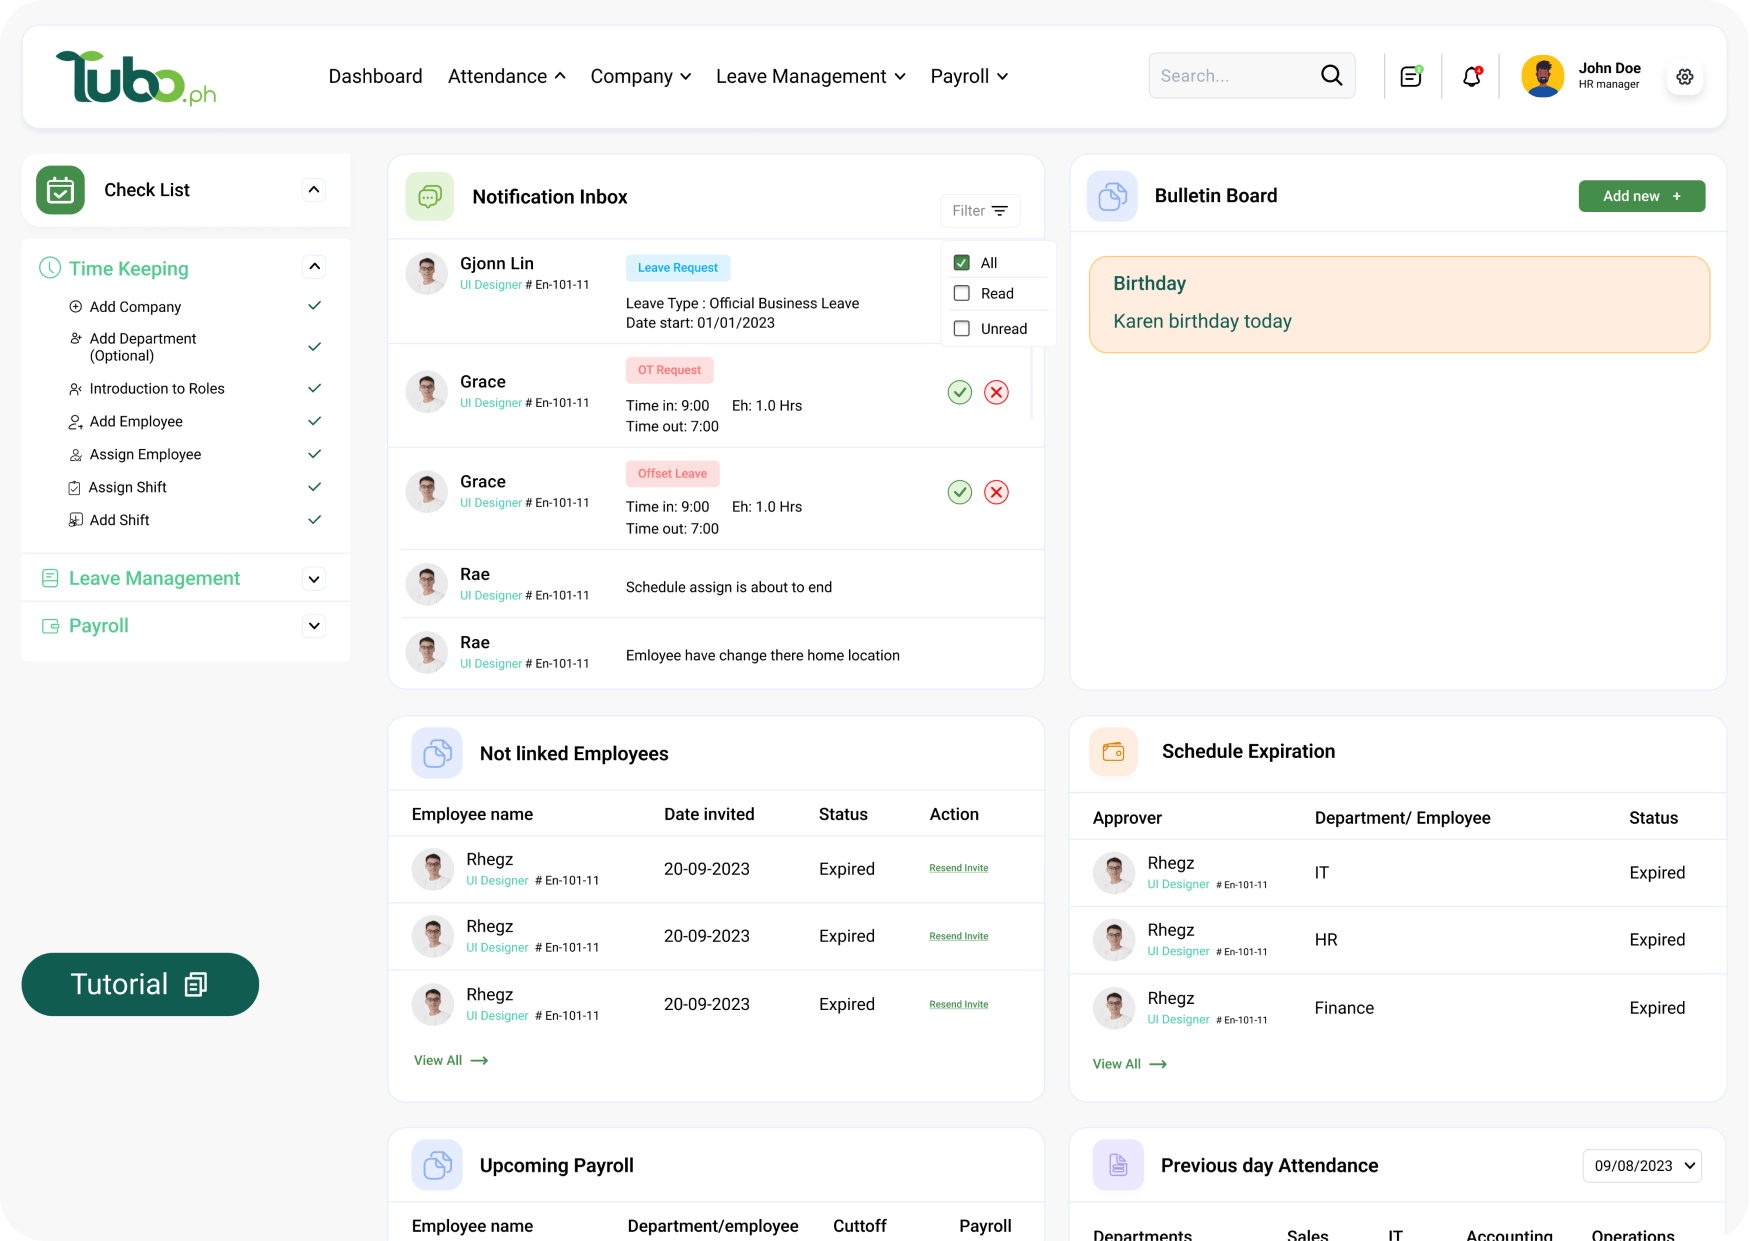 Tubo.ph
Dashboard Attendance Company Leave Management Payroll
Search...
John Doe
HR manager
Check List
Time Keeping
Add Company
Add Department
(Optional)
Introduction to Roles
Add Employee
Assign Employee
Assign Shift
Add Shift
Leave Management
Payroll
Tutorial
Notification Inbox
Filter
All
Read
Unread
Gjonn Lin
UI Designer # En-101-11
Leave Request
Leave Type : Official Business Leave
Date start: 01/01/2023
Grace
UI Designer # En-101-11
OT Request
Time in: 9:00 Eh: 1.0 Hrs
Time out: 7:00
Grace
UI Designer # En-101-11
Offset Leave
Time in: 9:00 Eh: 1.0 Hrs
Time out: 7:00
Rae
UI Designer # En-101-11
Schedule assign is about to end
Rae
UI Designer # En-101-11
Emloyee have change there home location
Bulletin Board
Add new +
Birthday
Karen birthday today
Not linked Employees
Employee name Date invited Status Action
Rhegz
UI Designer # En-101-11
20-09-2023 Expired Resend Invite
Rhegz
UI Designer # En-101-11
20-09-2023 Expired Resend Invite
Rhegz
UI Designer # En-101-11
20-09-2023 Expired Resend Invite
View All
Schedule Expiration
Approver Department/ Employee Status
Rhegz
UI Designer # En-101-11
IT Expired
Rhegz
UI Designer # En-101-11
HR Expired
Rhegz
UI Designer # En-101-11
Finance Expired
View All
Upcoming Payroll
Employee name Department/employee Cuttoff Payroll
Previous day Attendance
09/08/2023
Departments Sales IT Accounting Operations